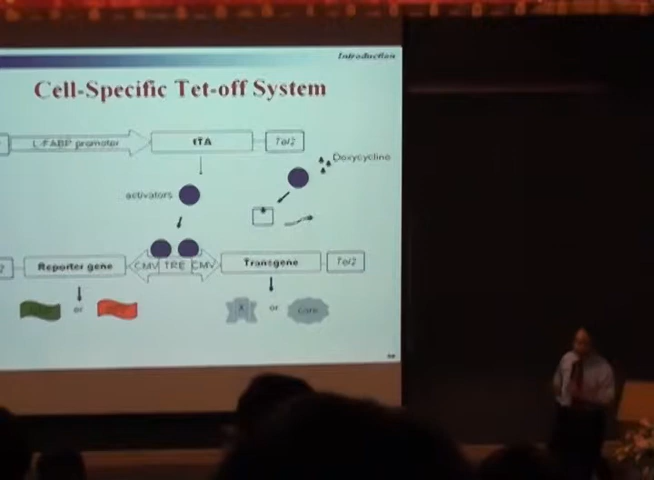 Introduction
Cell-Specific Tet-off System
L-FABP promoter
tTA
Tol2
Doxycycline
activators
Reporter gene
CMV TRE CMV
Transgene
Tol2
or
or